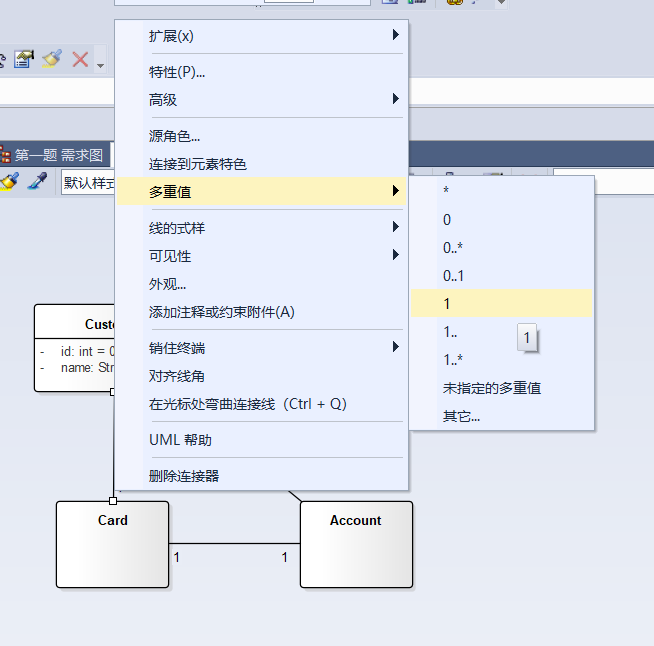 扩展(x)
特性(P)...
高级
第一题 需求图
源角色...
连接到元素特色
默认样式
多重值
*
0
线的式样
0..*
可见性
0..1
外观...
1
添加注释或约束附件(A)
1..
1
Custo
id: int = 0
name: Str
销住终端
1..*
对齐线角
未指定的多重值
在光标处弯曲连接线（Ctrl + Q）
其它...
UML 帮助
删除连接器
Card
Account
1
1